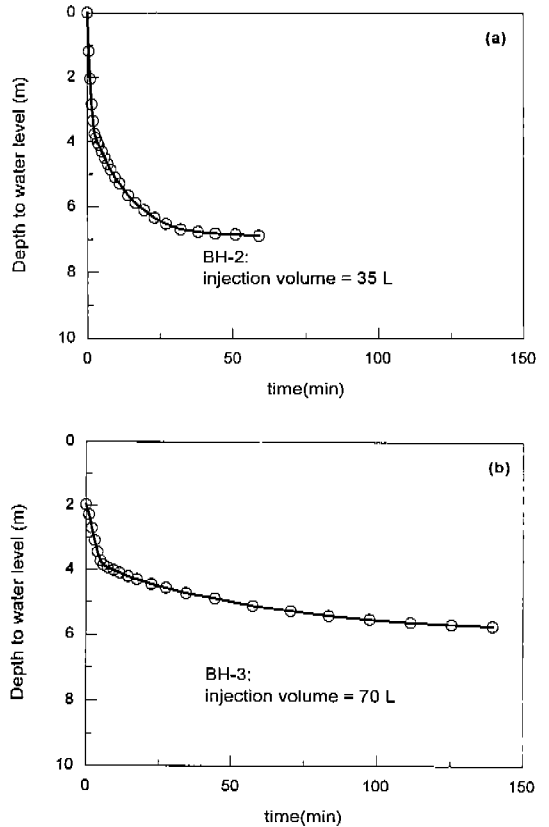 0
2
4
6
8
10
Depth to water level (m)
(a)
BH-2:
injection volume = 35 L
0
50
100
150
time(min)
0
2
4
6
8
10
Depth to water level (m)
(b)
BH-3:
injection volume = 70 L
0
50
100
150
time(min)